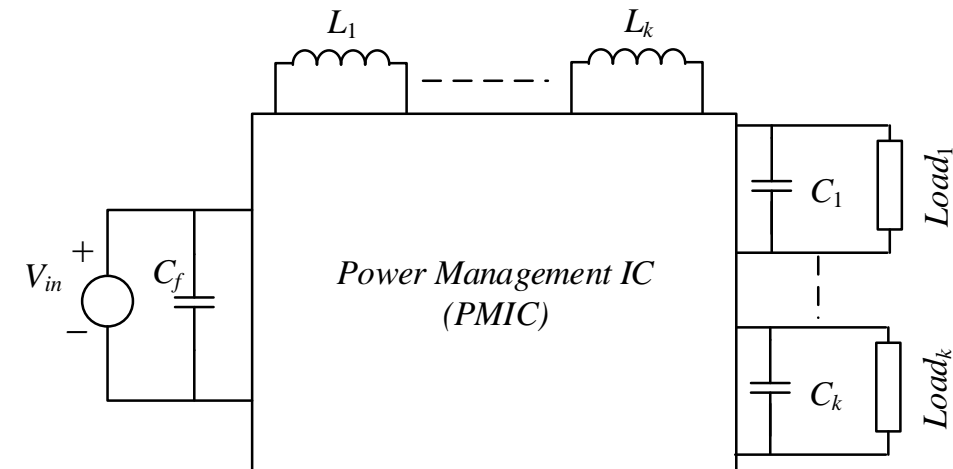 L1
Lk
Load1
C1
+
Vin
Cf
−
Power Management IC
(PMIC)
Loadk
Ck